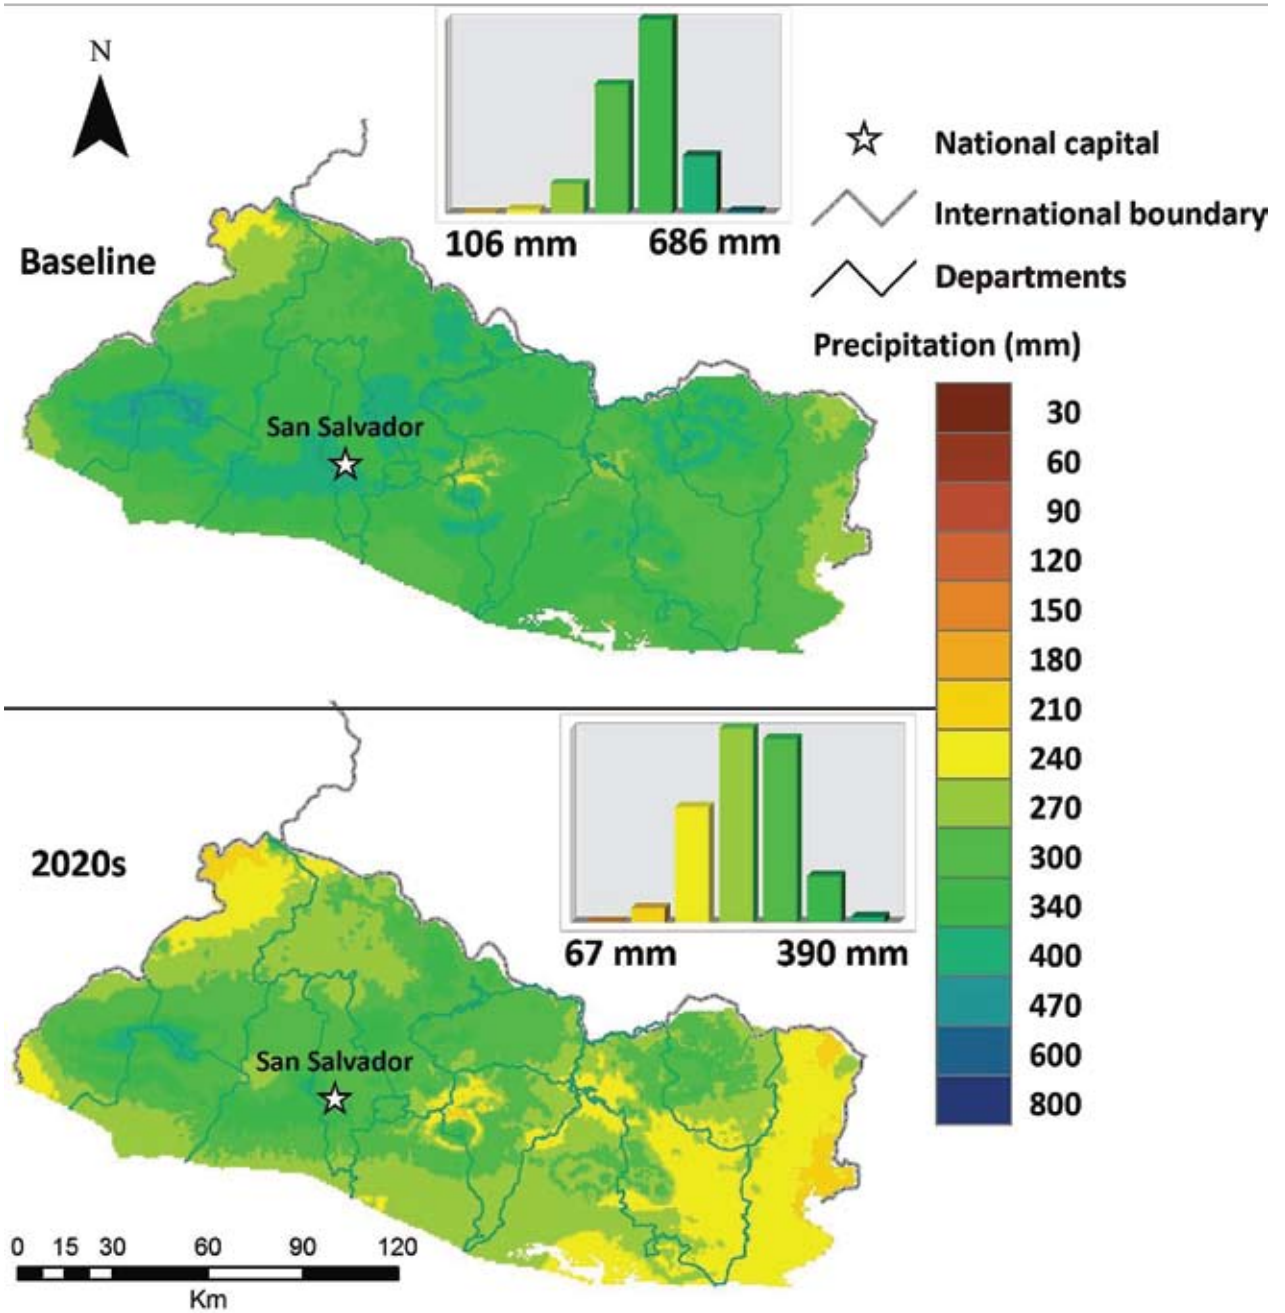 N
106 mm 686 mm
National capital
International boundary
Departments
Baseline
San Salvador
Precipitation (mm)
30
60
90
120
150
180
210
240
270
300
340
400
470
600
800
2020s
67 mm 390 mm
San Salvador
0 15 30 60 90 120
Km